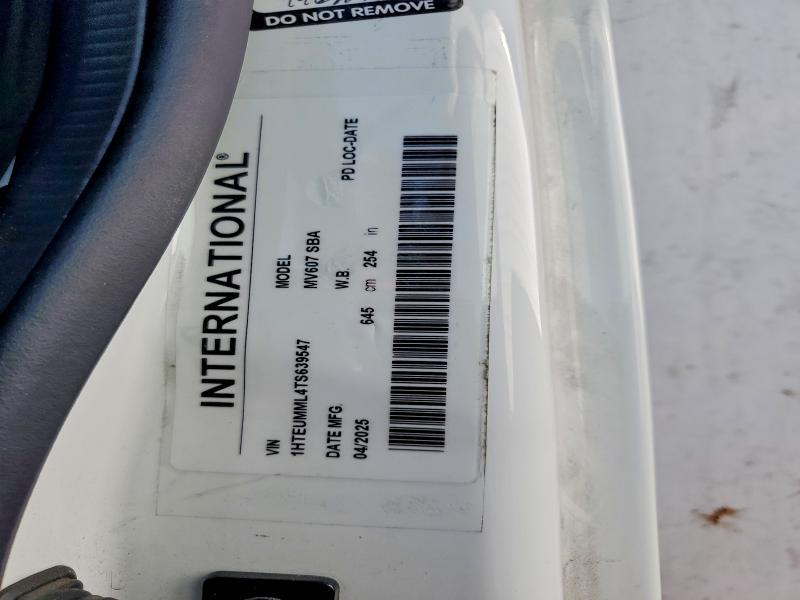 DO NOT REMOVE
INTERNATIONAL®
VIN MODEL
1HTEUMML4TS639547 MV607 SBA
DATE MFG. W.B. PD LOC-DATE
04/2025 645 cm 254 in